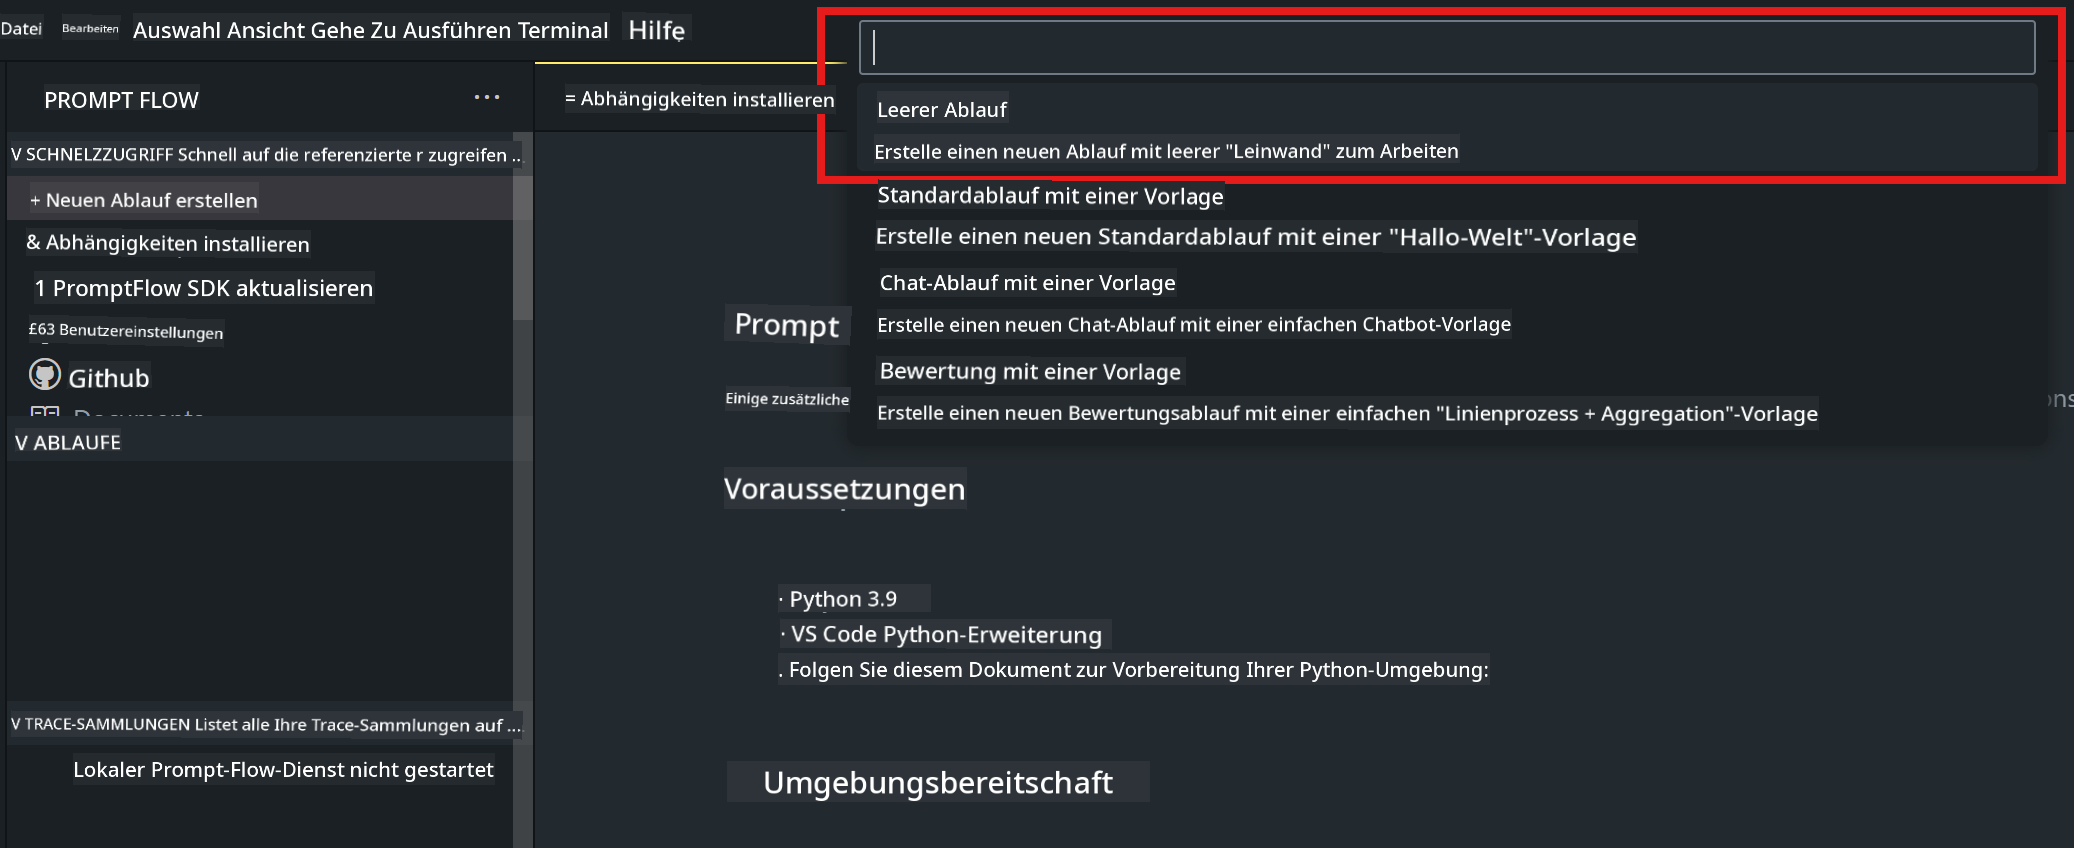 Datei Bearbeiten Auswahl Ansicht Gehe Zu Ausführen Terminal Hilfe
PROMPT FLOW ...
= Abhängigkeiten installieren
Leerer Ablauf
Erstelle einen neuen Ablauf mit leerer "Leinwand" zum Arbeiten
Standardablauf mit einer Vorlage
Erstelle einen neuen Standardablauf mit einer "Hallo-Welt"-Vorlage
Chat-Ablauf mit einer Vorlage
Erstelle einen neuen Chat-Ablauf mit einer einfachen Chatbot-Vorlage
Bewertung mit einer Vorlage
Erstelle einen neuen Bewertungsablauf mit einer einfachen "Linienprozess + Aggregation"-Vorlage
V SCHNELZZUGRIFF Schnell auf die referenzierte r zugreifen ...
+ Neuen Ablauf erstellen
& Abhängigkeiten installieren
1 PromptFlow SDK aktualisieren
£63 Benutzereinstellungen
Github
V ABLAUFE
V TRACE-SAMMLUNGEN Listet alle Ihre Trace-Sammlungen auf ...
Lokaler Prompt-Flow-Dienst nicht gestartet
Prompt
Einige zusätzliche
Voraussetzungen
· Python 3.9
· VS Code Python-Erweiterung
. Folgen Sie diesem Dokument zur Vorbereitung Ihrer Python-Umgebung:
Umgebungsbereitschaft